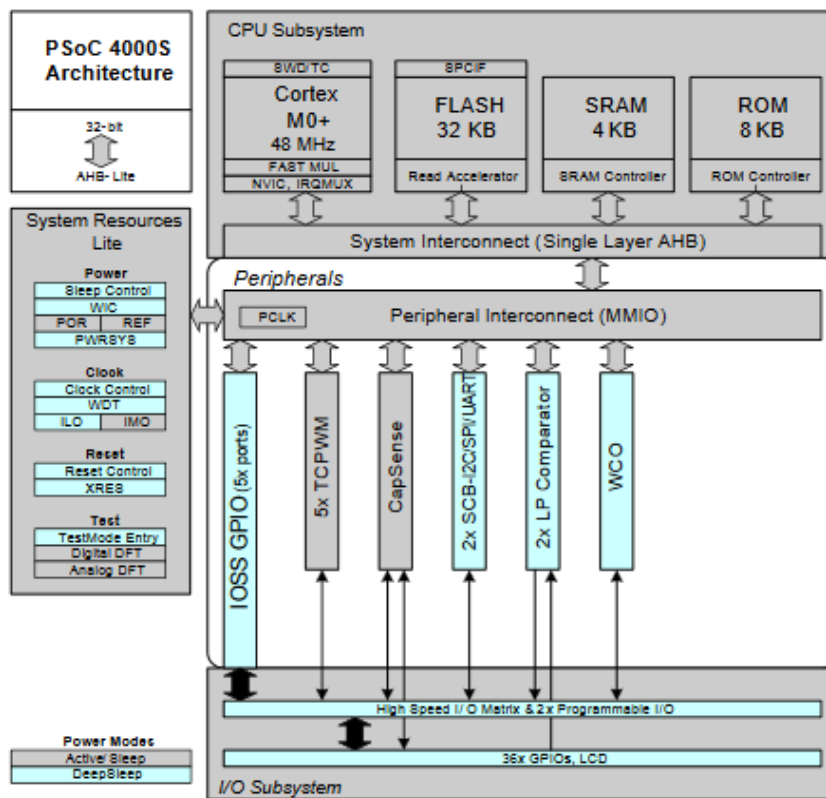 PSoC 4000S
Architecture
32-bit
AHB-Lite
CPU Subsystem
SWD/TC
Cortex
M0+
48 MHz
FAST MUL
NVIC, IRQMUX
SPCIF
FLASH
32 KB
Read Accelerator
SRAM
4 KB
SRAM Controller
ROM
8 KB
ROM Controller
System Interconnect (Single Layer AHB)
System Resources
Lite
Power
Sleep Control
WIC
POR
REF
PWRSYS
Clock
Clock Control
WDT
ILO
IMO
Reset
Reset Control
XRES
Test
TestMode Entry
Digital DFT
Analog DFT
Peripherals
PCLK
Peripheral Interconnect (MMIO)
IOSS GPIO (5x ports)
5x TCPWM
CapSense
2x SCB-I2C/SPI/UART
2x LP Comparator
WCO
High Speed I/O Matrix & 2x Programmable I/O
36x GPIOs, LCD
I/O Subsystem
Power Modes
Active/Sleep
DeepSleep